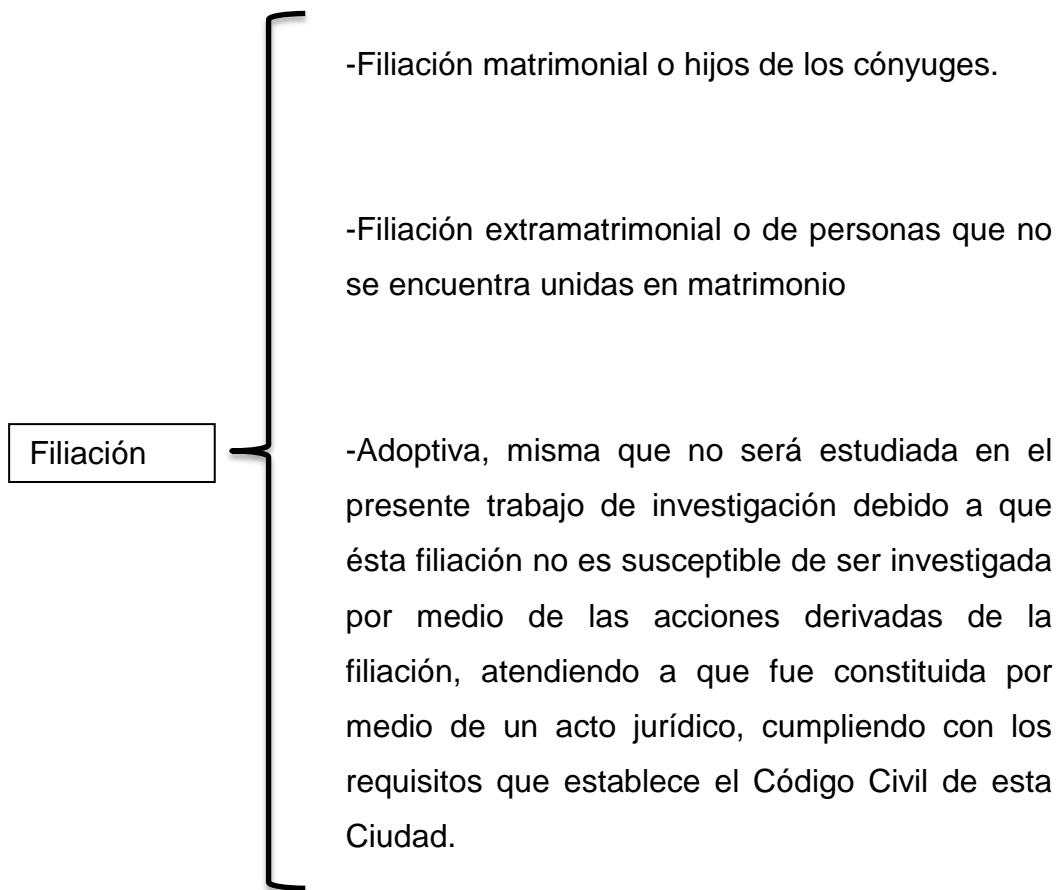 -Filiación matrimonial o hijos de los cónyuges.
-Filiación extramatrimonial o de personas que no
se encuentra unidas en matrimonio
Filiación
-Adoptiva, misma que no será estudiada en el
presente trabajo de investigación debido a que
ésta filiación no es susceptible de ser investigada
por medio de las acciones derivadas de la
filiación, atendiendo a que fue constituida por
medio de un acto jurídico, cumpliendo con los
requisitos que establece el Código Civil de esta
Ciudad.